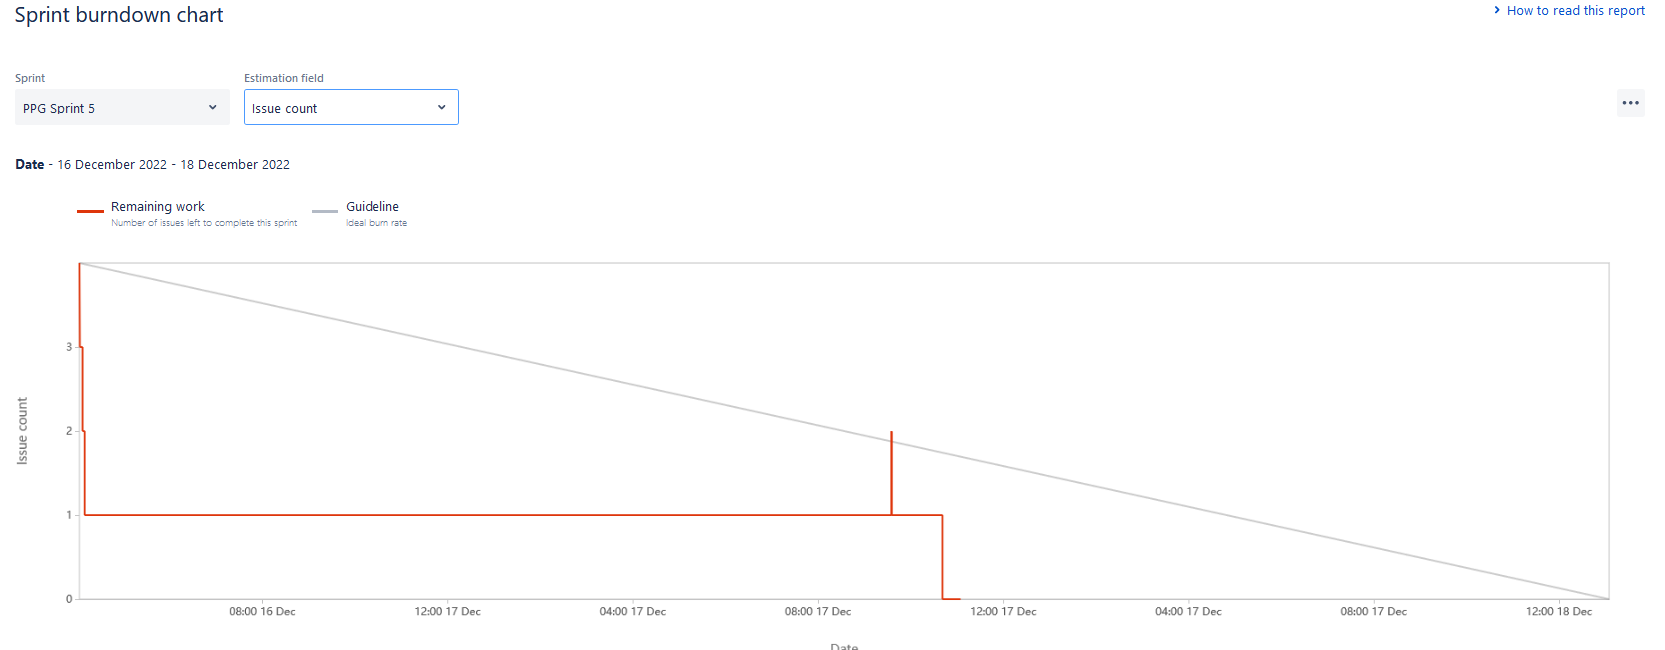 Sprint burndown chart
How to read this report
Sprint
Estimation field
PPG Sprint 5
Issue count
Date - 16 December 2022 - 18 December 2022
Remaining work
Number of issues left to complete this sprint
Guideline
Ideal burn rate
Issue count
3
2
1
0
08:00 16 Dec
12:00 17 Dec
04:00 17 Dec
08:00 17 Dec
12:00 17 Dec
04:00 17 Dec
08:00 17 Dec
12:00 18 Dec
Date